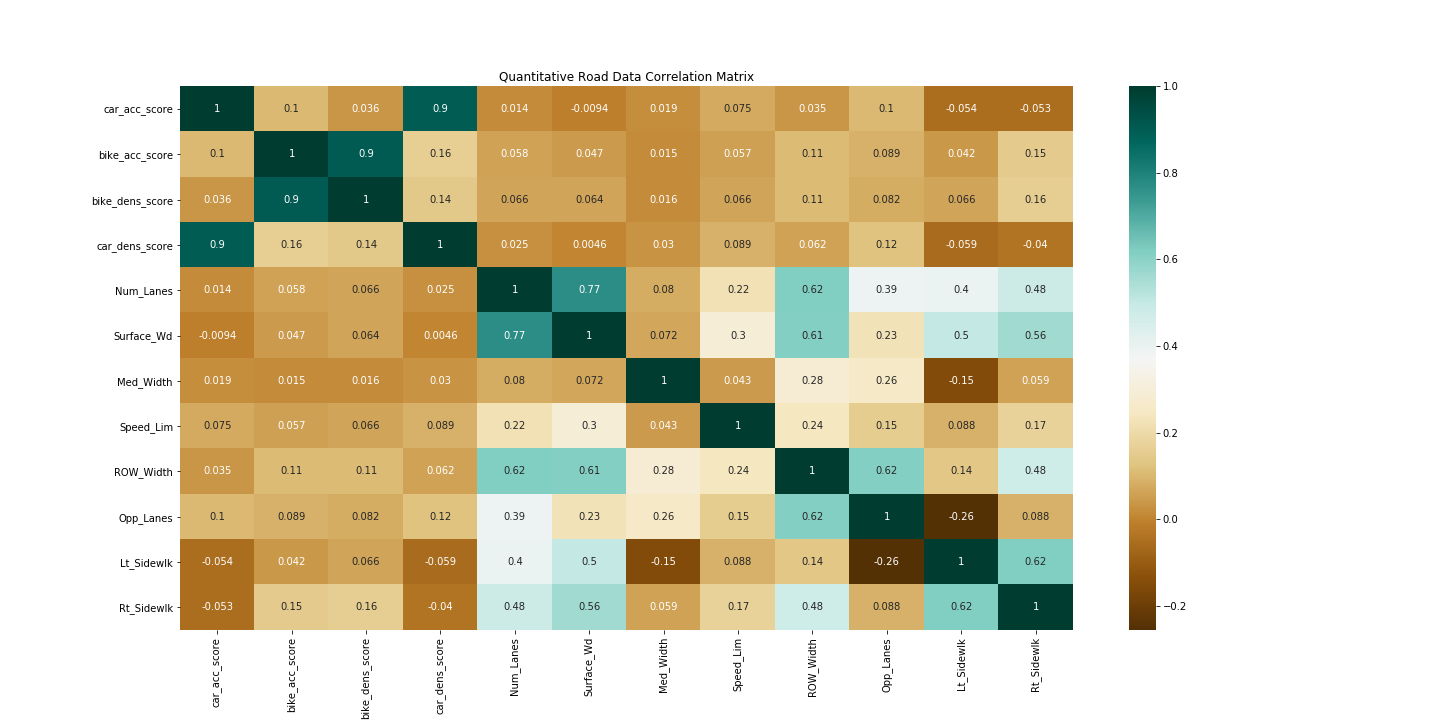 Quantitative Road Data Correlation Matrix
car_acc_score 1 0.1 0.036 0.9 0.014 -0.0094 0.019 0.075 0.035 0.1 -0.054 -0.053
bike_acc_score 0.1 1 0.9 0.16 0.058 0.047 0.015 0.057 0.11 0.089 0.042 0.15
bike_dens_score 0.036 0.9 1 0.14 0.066 0.064 0.016 0.066 0.11 0.082 0.066 0.16
car_dens_score 0.9 0.16 0.14 1 0.025 0.0046 0.03 0.089 0.062 0.12 -0.059 -0.04
Num_Lanes 0.014 0.058 0.066 0.025 1 0.77 0.08 0.22 0.62 0.39 0.4 0.48
Surface_Wd -0.0094 0.047 0.064 0.0046 0.77 1 0.072 0.3 0.61 0.23 0.5 0.56
Med_Width 0.019 0.015 0.016 0.03 0.08 0.072 1 0.043 0.28 0.26 -0.15 0.059
Speed_Lim 0.075 0.057 0.066 0.089 0.22 0.3 0.043 1 0.24 0.15 0.088 0.17
ROW_Width 0.035 0.11 0.11 0.062 0.62 0.61 0.28 0.24 1 0.62 0.14 0.48
Opp_Lanes 0.1 0.089 0.082 0.12 0.39 0.23 0.26 0.15 0.62 1 -0.26 0.088
Lt_Sidewlk -0.054 0.042 0.066 -0.059 0.4 0.5 -0.15 0.088 0.14 -0.26 1 0.62
Rt_Sidewlk -0.053 0.15 0.16 -0.04 0.48 0.56 0.059 0.17 0.48 0.088 0.62 1
car_acc_score
bike_acc_score
bike_dens_score
car_dens_score
Num_Lanes
Surface_Wd
Med_Width
Speed_Lim
ROW_Width
Opp_Lanes
Lt_Sidewlk
Rt_Sidewlk
1.0
0.8
0.6
0.4
0.2
0.0
−0.2